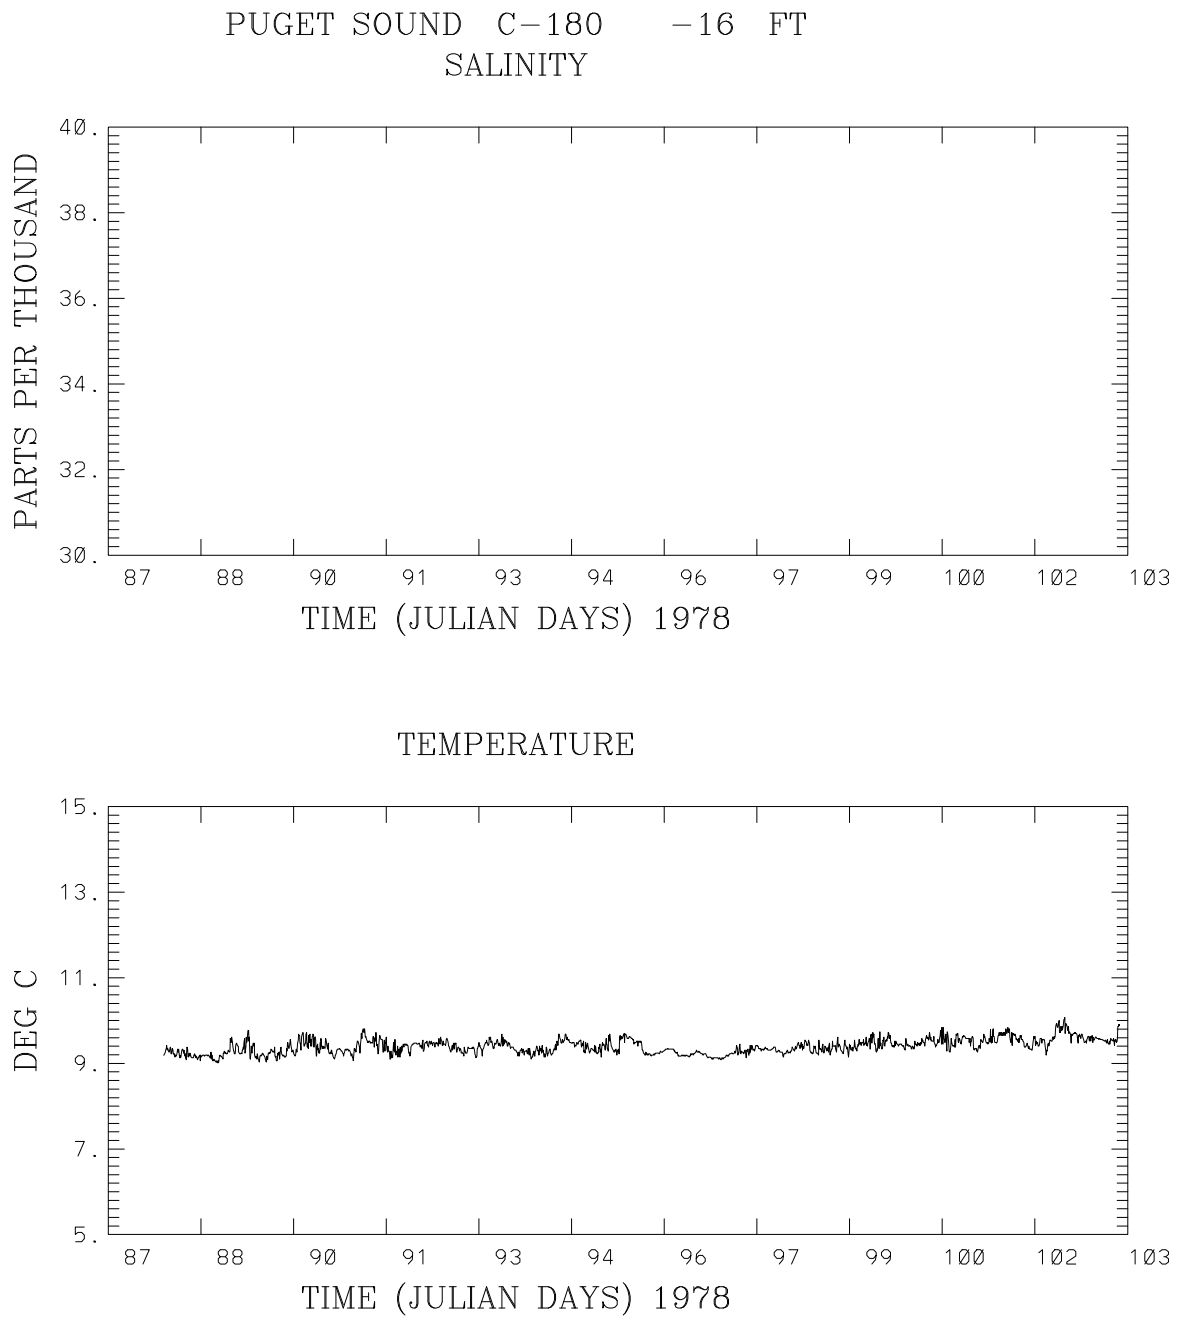 PUGET SOUND C-180 -16 FT
SALINITY
PARTS PER THOUSAND
40.
38.
36.
34.
32.
30.
87 88 90 91 93 94 96 97 99 100 102 103
TIME (JULIAN DAYS) 1978
TEMPERATURE
DEG C
15.
13.
11.
9.
7.
5.
87 88 90 91 93 94 96 97 99 100 102 103
TIME (JULIAN DAYS) 1978